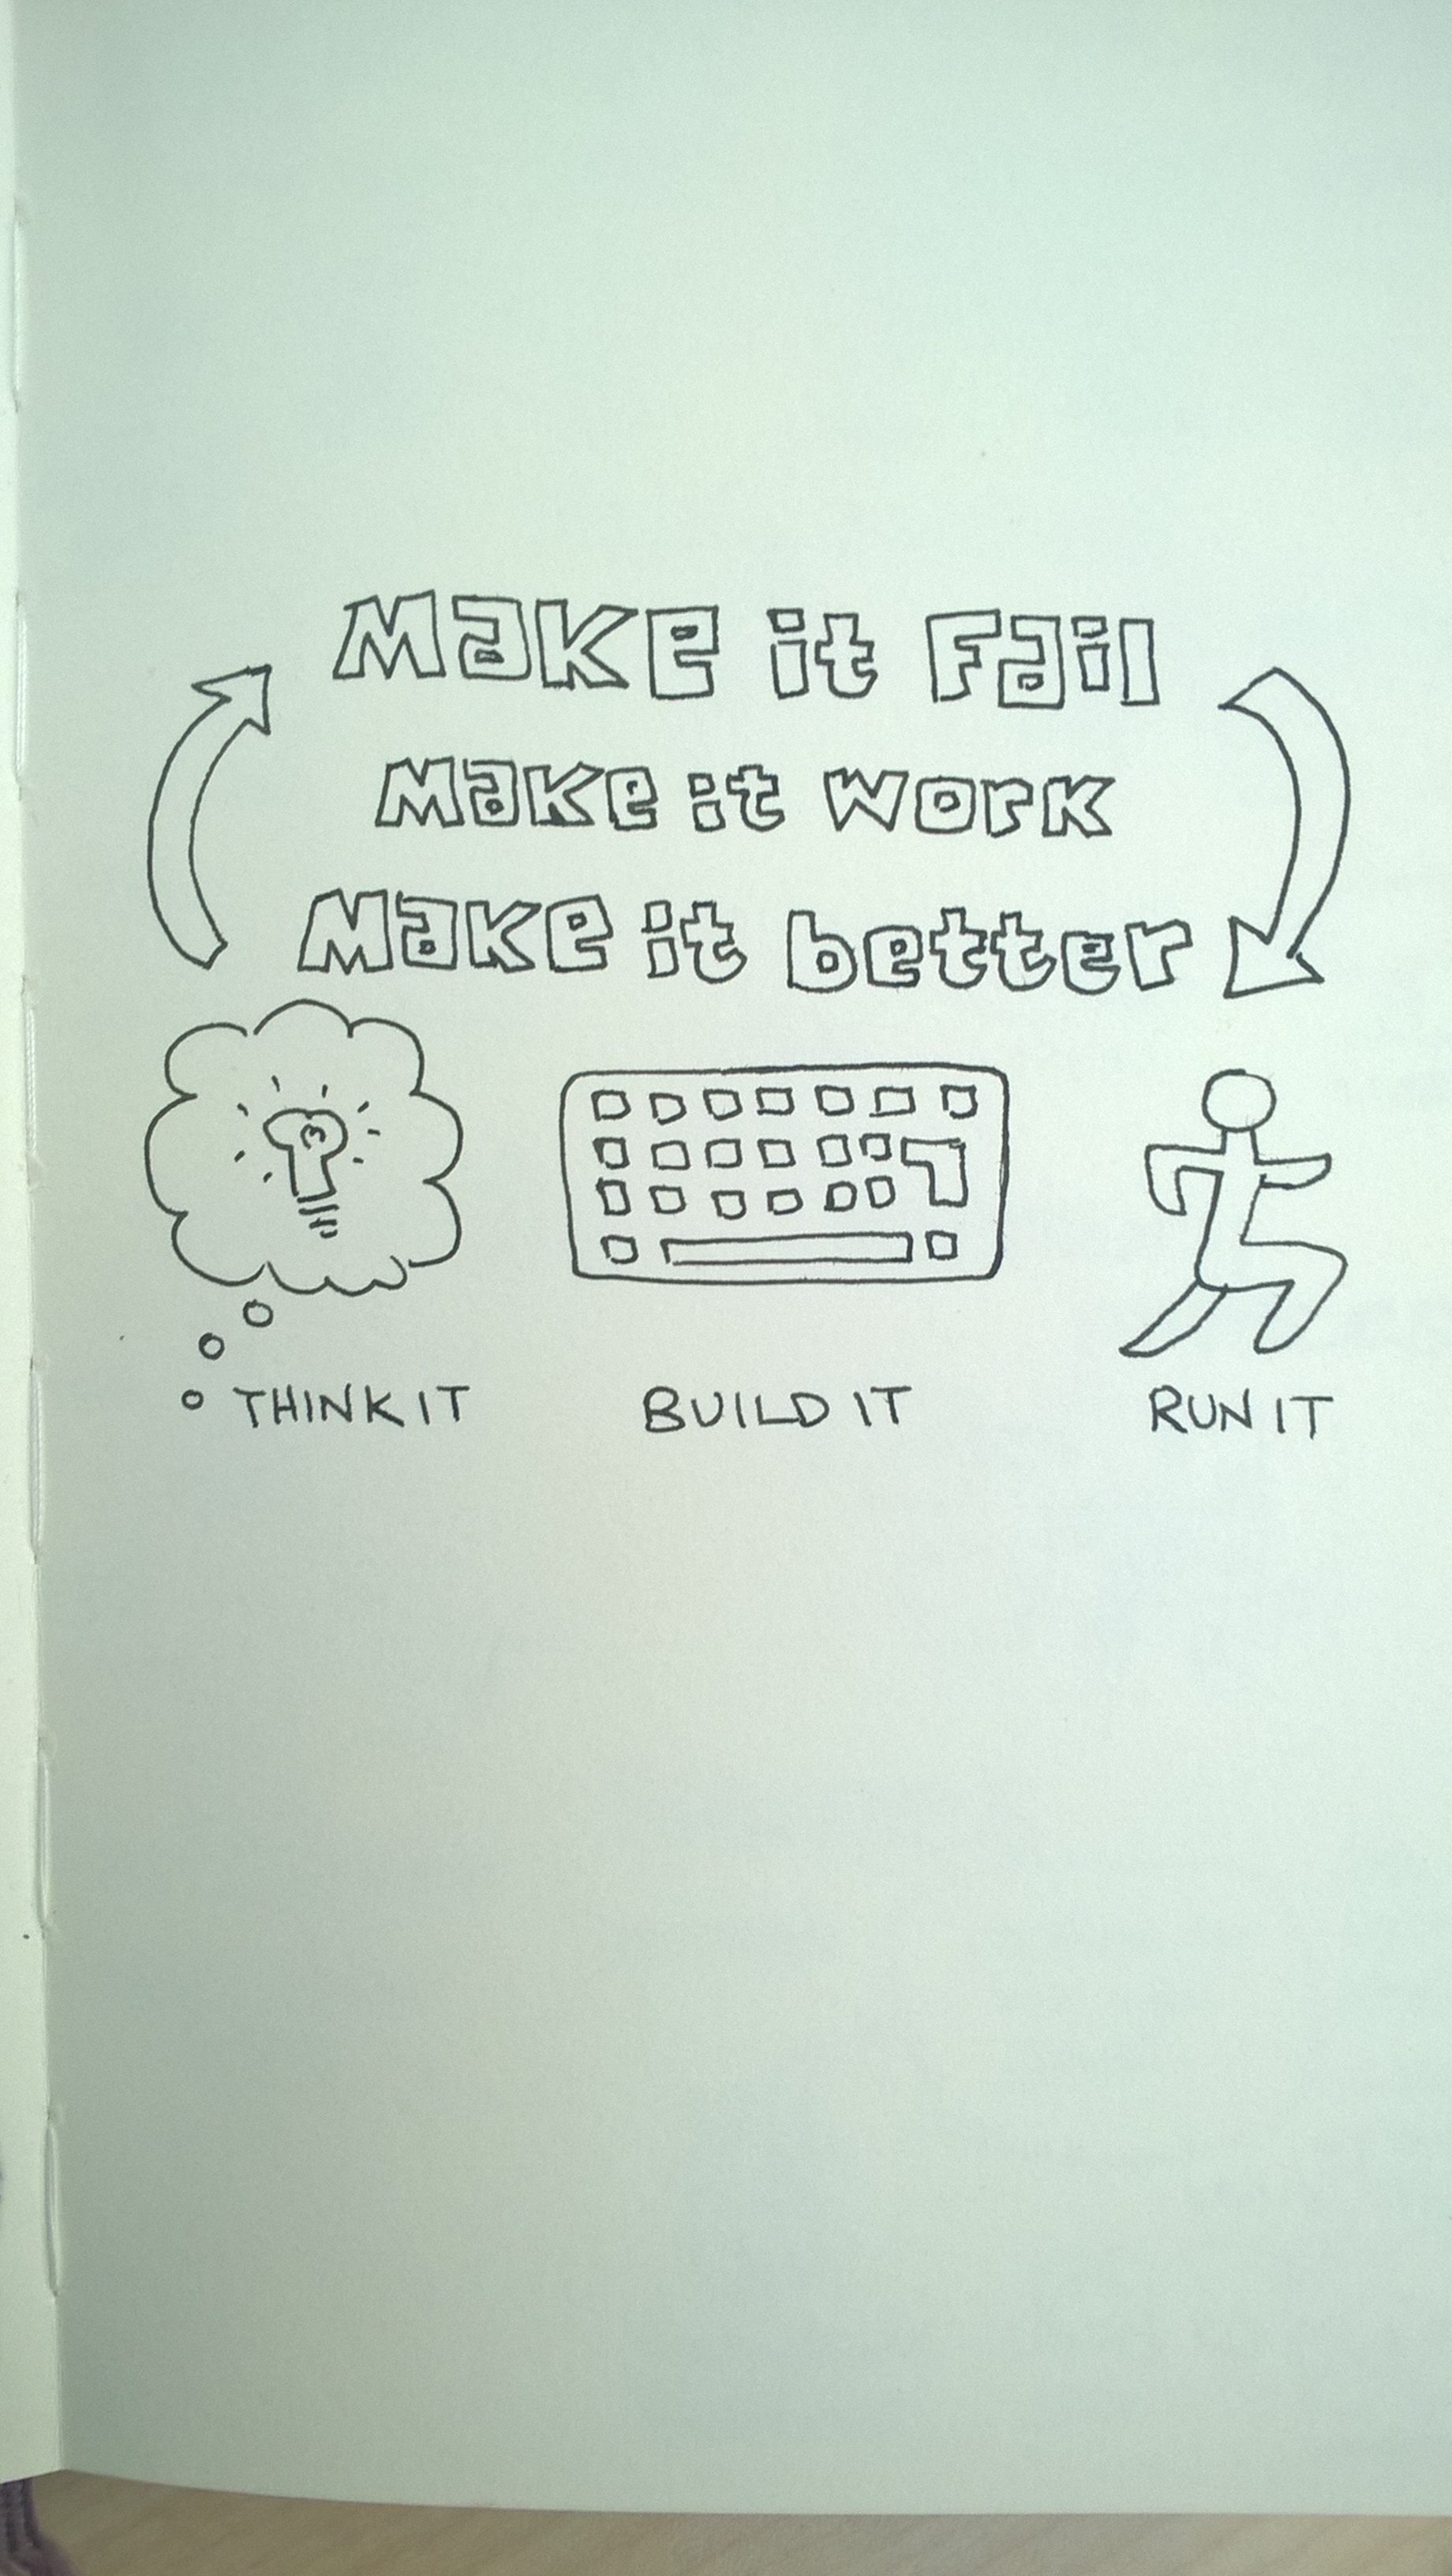 Make it Fail
Make it work
Make it better
THINK IT
BUILD IT
RUN IT